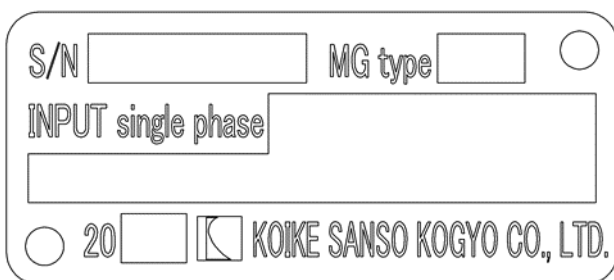 S/N MG type
INPUT single phase
20 KOIKE SANSO KOGYO CO., LTD.